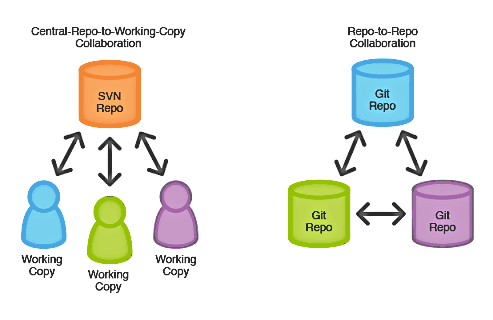 Central-Repo-to-Working-Copy
Collaboration
SVN
Repo
Working
Copy
Working
Copy
Working
Copy
Repo-to-Repo
Collaboration
Git
Repo
Git
Repo
Git
Repo